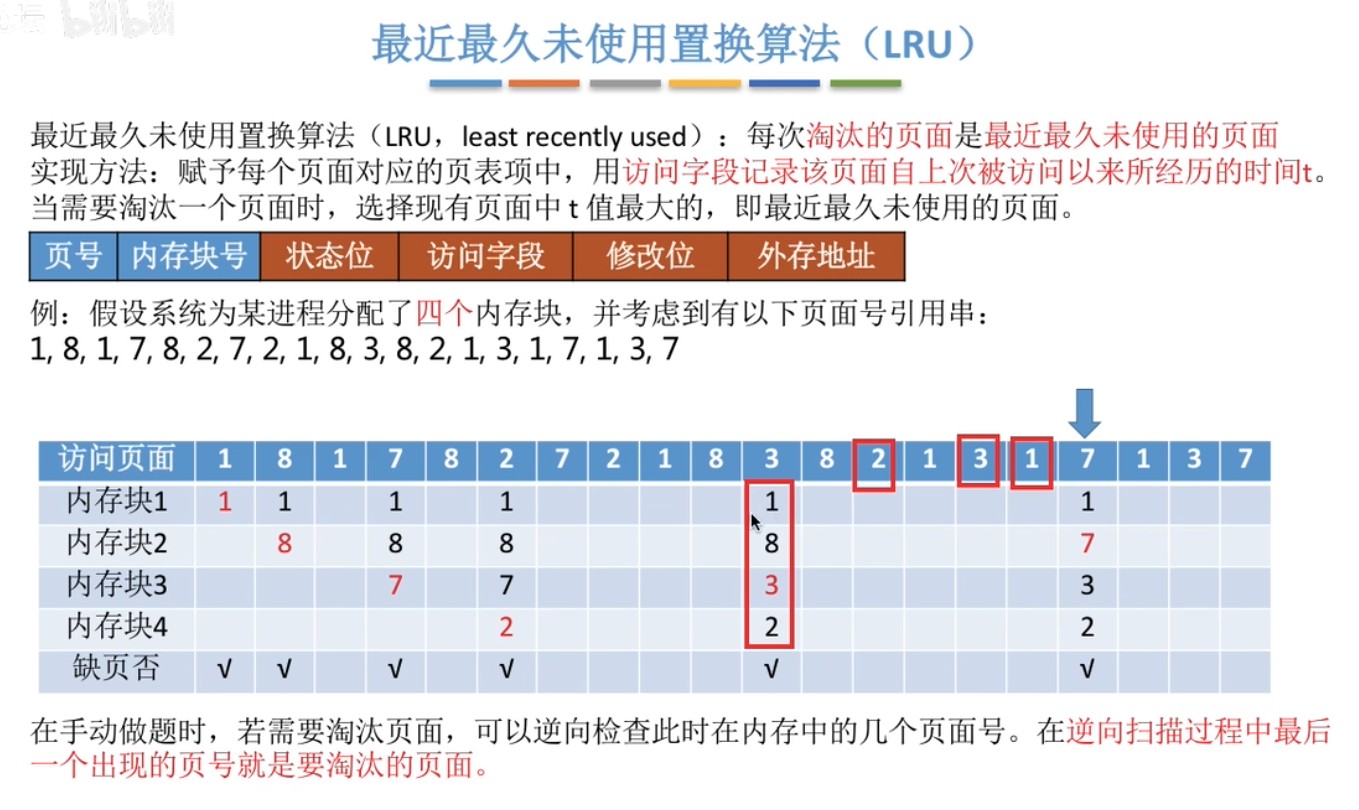 最近最久未使用置换算法（LRU）
最近最久未使用置换算法（LRU，least recently used）：每次淘汰的页面是最近最久未使用的页面
实现方法：赋予每个页面对应的页表项中，用访问字段记录该页面自上次被访问以来所经历的时间t。
当需要淘汰一个页面时，选择现有页面中 t 值最大的，即最近最久未使用的页面。
页号 内存块号 状态位 访问字段 修改位 外存地址
例：假设系统为某进程分配了四个内存块，并考虑到有以下页面号引用串：
1, 8, 1, 7, 8, 2, 7, 2, 1, 8, 3, 8, 2, 1, 3, 1, 7, 1, 3, 7
访问页面 1 8 1 7 8 2 7 2 1 8 3 8 2 1 3 1 7 1 3 7
内存块1 1 1 1 1 1 1
内存块2 8 8 8 8 7
内存块3 7 7 3 3
内存块4 2 2 2
缺页否 √ √ √ √ √ √
在手动做题时，若需要淘汰页面，可以逆向检查此时在内存中的几个页面号。在逆向扫描过程中最后
一个出现的页号就是要淘汰的页面。